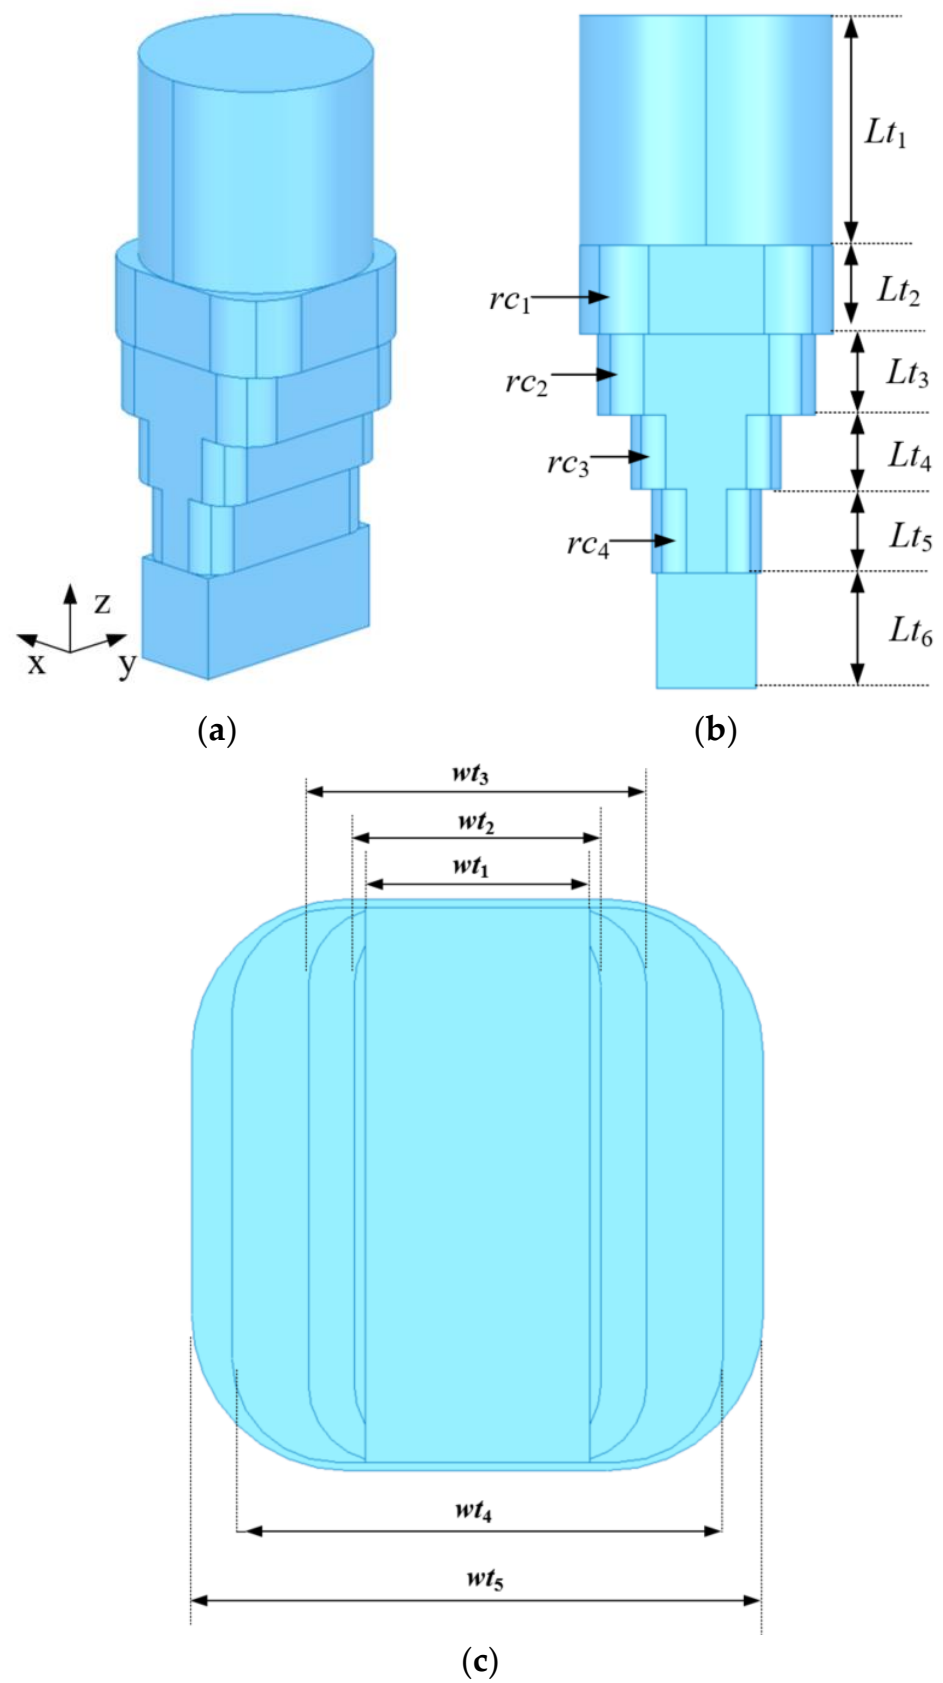 Lt₁
rc₁
Lt₂
rc₂
Lt₃
rc₃
Lt₄
rc₄
Lt₅
Lt₆
z
x
y
(a)
(b)
wt₃
wt₂
wt₁
wt₄
wt₅
(c)